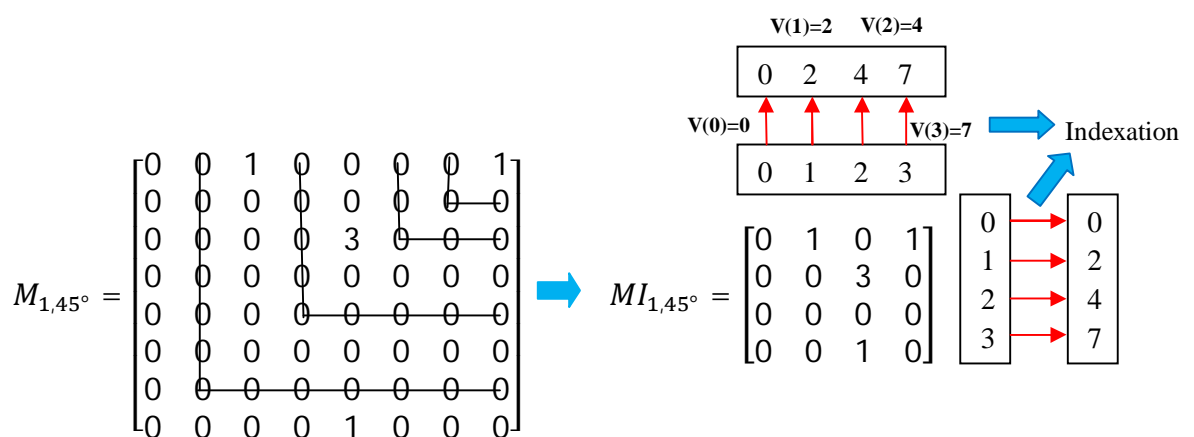 V(1)=2 V(2)=4
0 2 4 7
V(0)=0 V(3)=7
Indexation
0 1 2 3
M₁,₄₅° =
0 0 1 0 0 0 0 1
0 0 0 0 0 0 0 0
0 0 0 0 3 0 0 0
0 0 0 0 0 0 0 0
0 0 0 0 0 0 0 0
0 0 0 0 0 0 0 0
0 0 0 0 0 0 0 0
0 0 0 0 1 0 0 0
MI₁,₄₅° =
0 1 0 1
0 0 3 0
0 0 0 0
0 0 1 0
0 0
1 2
2 4
3 7